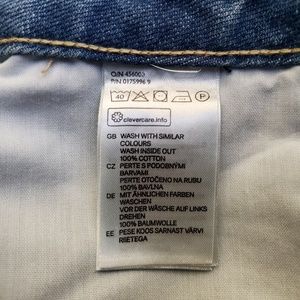 O/N 456003
P/N 0175996.9
40
P
clevercare.info
GB WASH WITH SIMILAR
COLOURS
WASH INSIDE OUT
100% COTTON
CZ PERTE S PODOBNÝMI
BARVAMI
PERTE OTOČENO NA RUBU
100% BAVLNA
DE MIT ÄHNLICHEN FARBEN
WASCHEN
VOR DER WÄSCHE AUF LINKS
DREHEN
100% BAUMWOLLE
EE PESE KOOS SARNAST VÄRVI
RIIETEGA